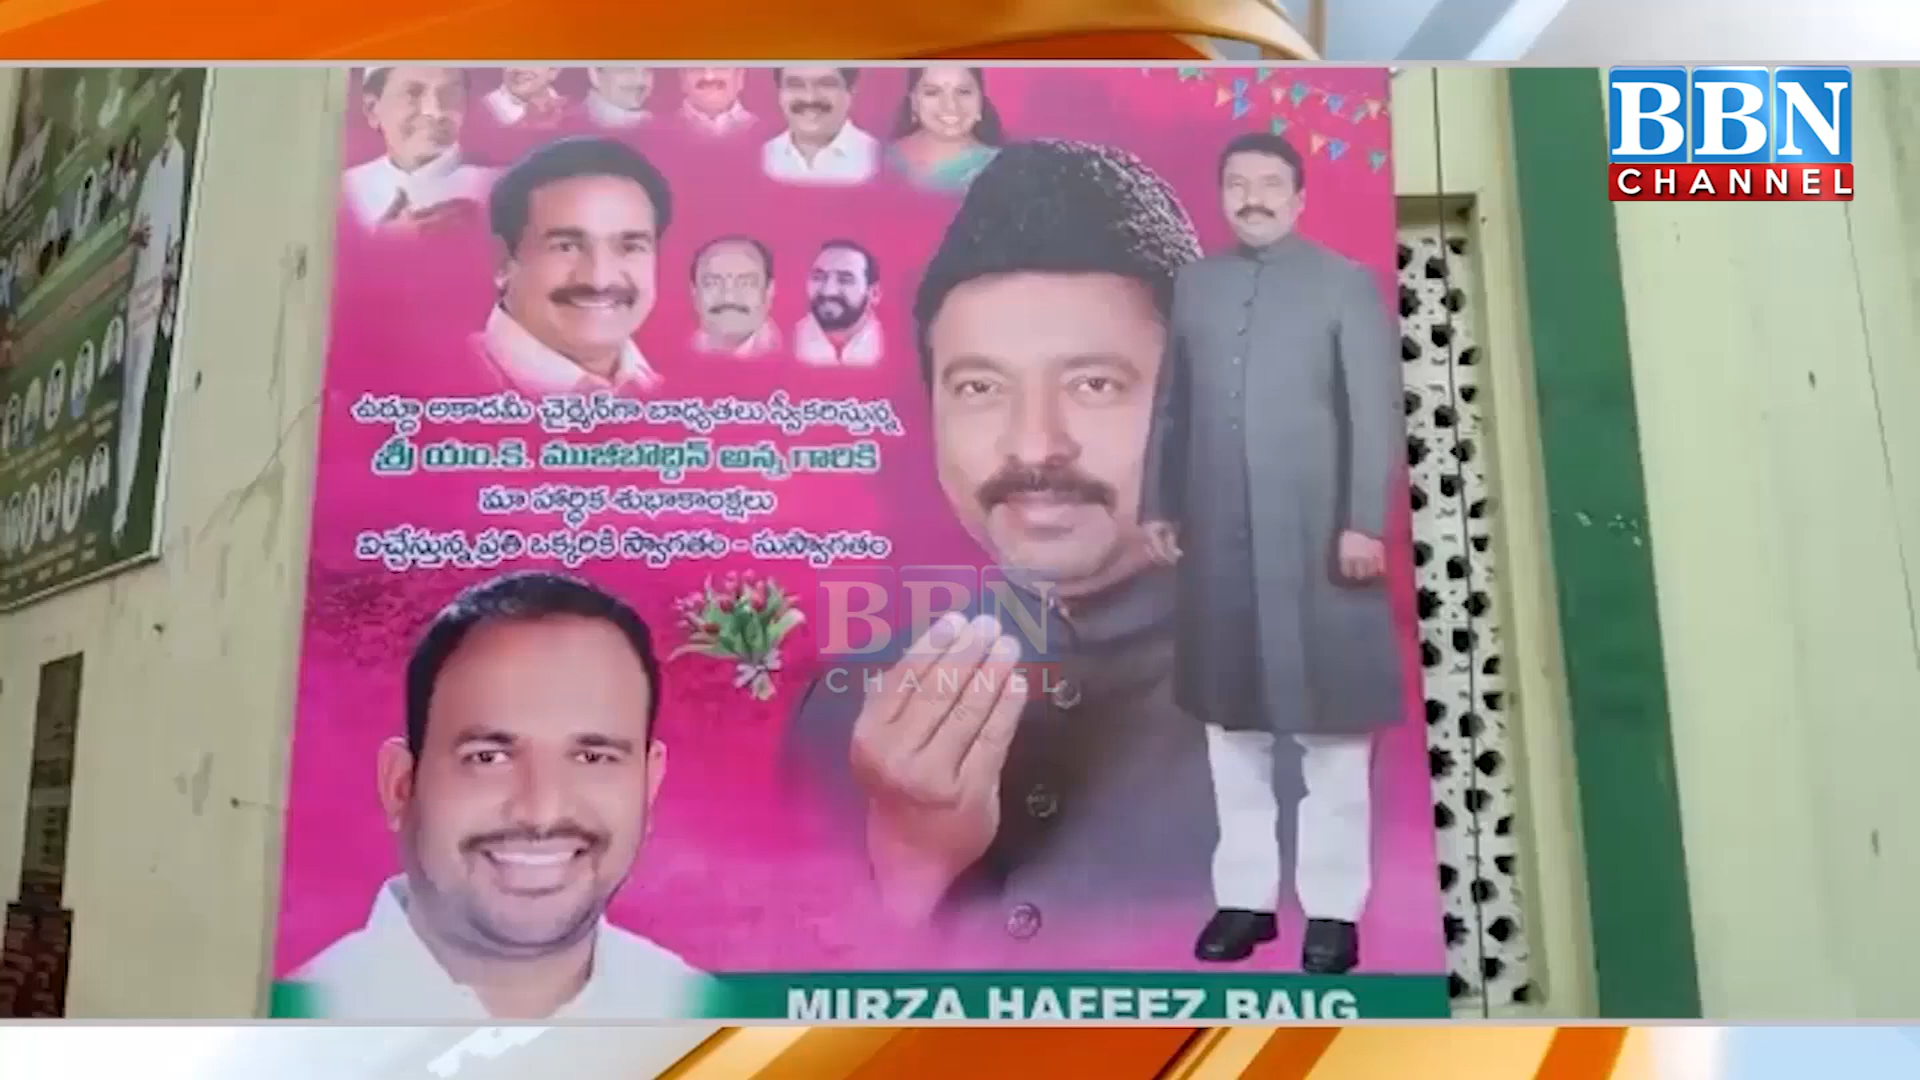 BBN
CHANNEL
ఉర్దూ అకాడమీ చైర్మెన్‌గా బాధ్యతలు స్వీకరిస్తున్న
శ్రీ యం.కె. ముజీబొద్దిన్ అన్న గారికి
మా హార్ధిక శుభాకాంక్షలు
విచ్చేస్తున్న ప్రతి ఒక్కరికి స్వాగతం - సుస్వాగతం
BBN
CHANNEL
MIRZA HAFEEZ BAIG